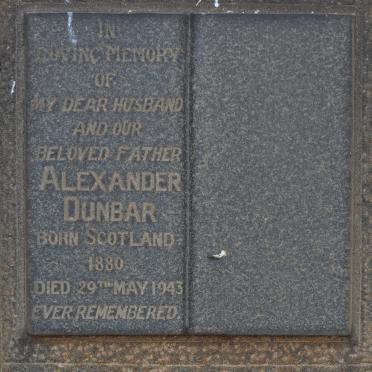 IN
LOVING MEMORY
OF
MY DEAR HUSBAND
AND OUR
BELOVED FATHER
ALEXANDER
DUNBAR
BORN SCOTLAND
1880
DIED 29TH MAY 1943
EVER REMEMBERED.